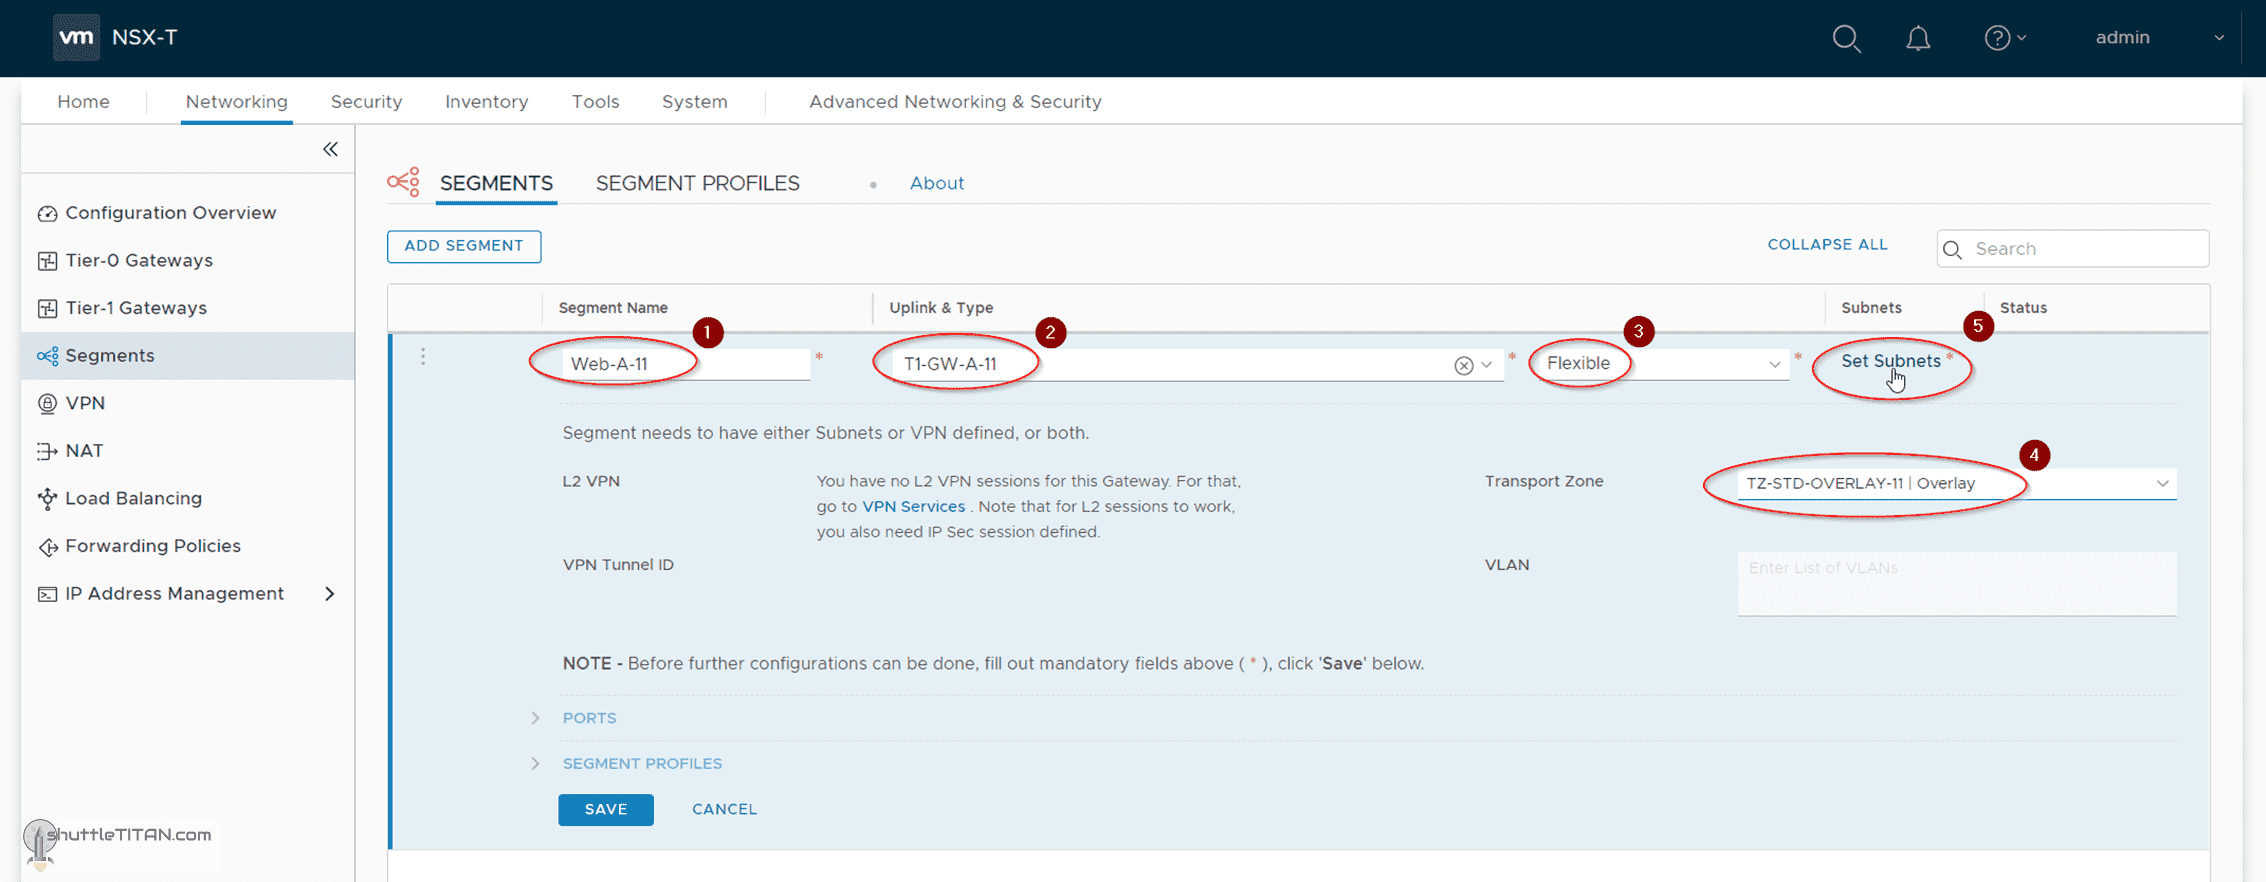 vm NSX-T admin
Home Networking Security Inventory Tools System Advanced Networking & Security
SEGMENTS SEGMENT PROFILES About
Configuration Overview
Tier-0 Gateways
Tier-1 Gateways
Segments
VPN
NAT
Load Balancing
Forwarding Policies
IP Address Management
ADD SEGMENT COLLAPSE ALL Search
Segment Name Uplink & Type Subnets Status
1 2 3 5
Web-A-11 * T1-GW-A-11 * Flexible * Set Subnets *
Segment needs to have either Subnets or VPN defined, or both.
4
L2 VPN You have no L2 VPN sessions for this Gateway. For that, Transport Zone TZ-STD-OVERLAY-11 | Overlay
go to VPN Services . Note that for L2 sessions to work,
you also need IP Sec session defined.
VPN Tunnel ID VLAN Enter List of VLANs
NOTE - Before further configurations can be done, fill out mandatory fields above ( * ), click 'Save' below.
PORTS
SEGMENT PROFILES
SAVE CANCEL
shuttleTITAN.com